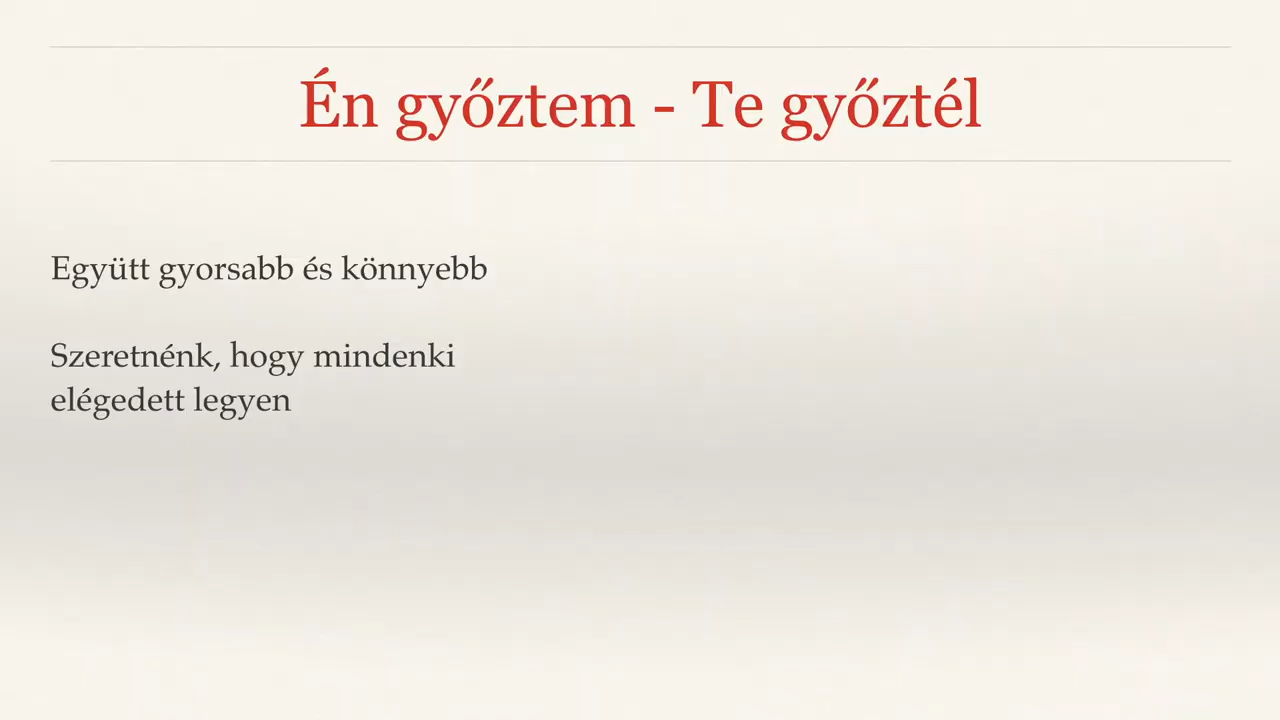 Én győztem - Te győztél
Együtt gyorsabb és könnyebb
Szeretnénk, hogy mindenki
elégedett legyen